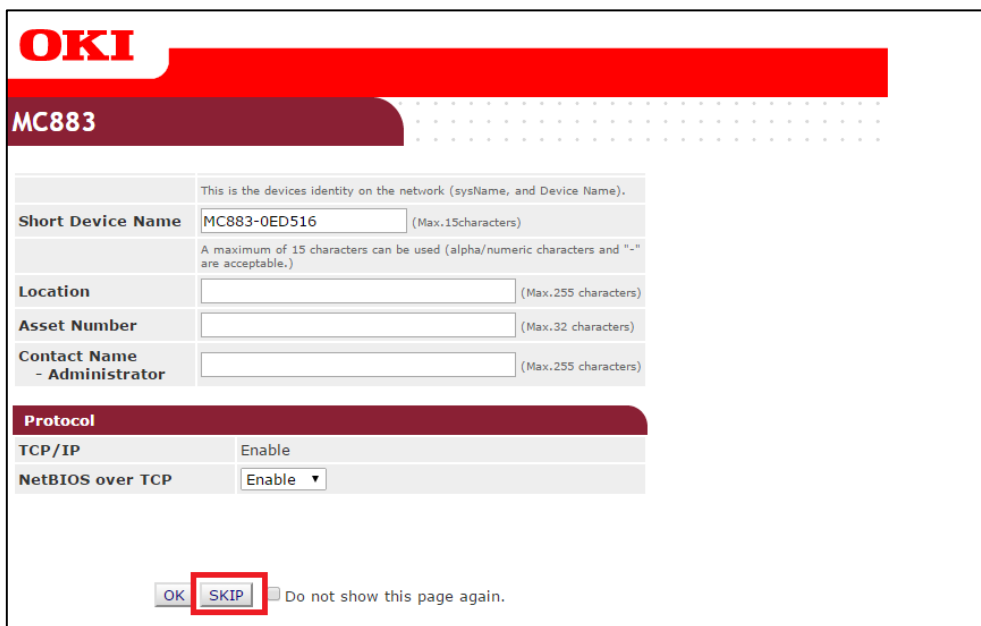 OKI
MC883
This is the devices identity on the network (sysName, and Device Name).
Short Device Name MC883-0ED516 (Max.15characters)
A maximum of 15 characters can be used (alpha/numeric characters and "-"
are acceptable.)
Location (Max.255 characters)
Asset Number (Max.32 characters)
Contact Name
- Administrator (Max.255 characters)
Protocol
TCP/IP Enable
NetBIOS over TCP Enable
OK SKIP Do not show this page again.